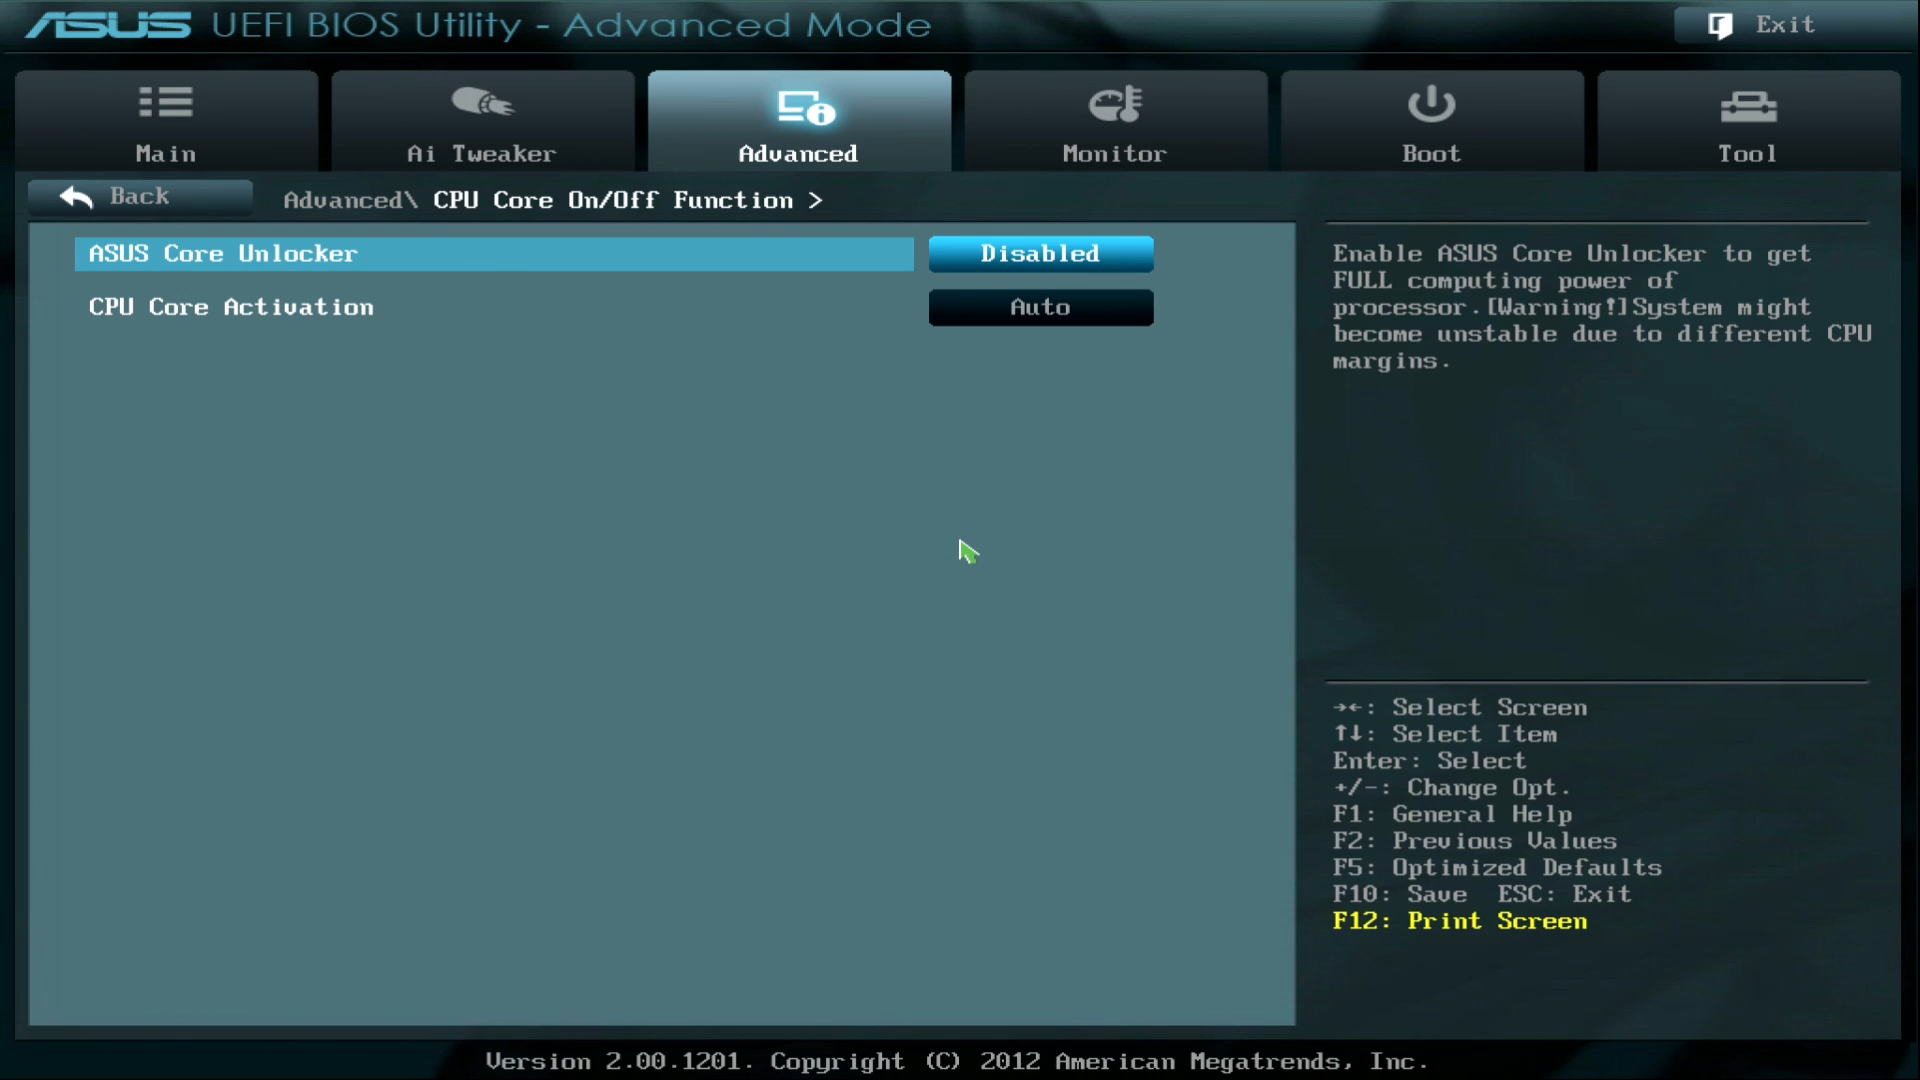 ASUS UEFI BIOS Utility - Advanced Mode
Exit
Main
Ai Tweaker
Advanced
Monitor
Boot
Tool
Back
Advanced\ CPU Core On/Off Function >
ASUS Core Unlocker
Disabled
CPU Core Activation
Auto
Enable ASUS Core Unlocker to get
FULL computing power of
processor.[Warning!]System might
become unstable due to different CPU
margins.
→←: Select Screen
↑↓: Select Item
Enter: Select
+/-: Change Opt.
F1: General Help
F2: Previous Values
F5: Optimized Defaults
F10: Save  ESC: Exit
F12: Print Screen
Version 2.00.1201. Copyright (C) 2012 American Megatrends, Inc.